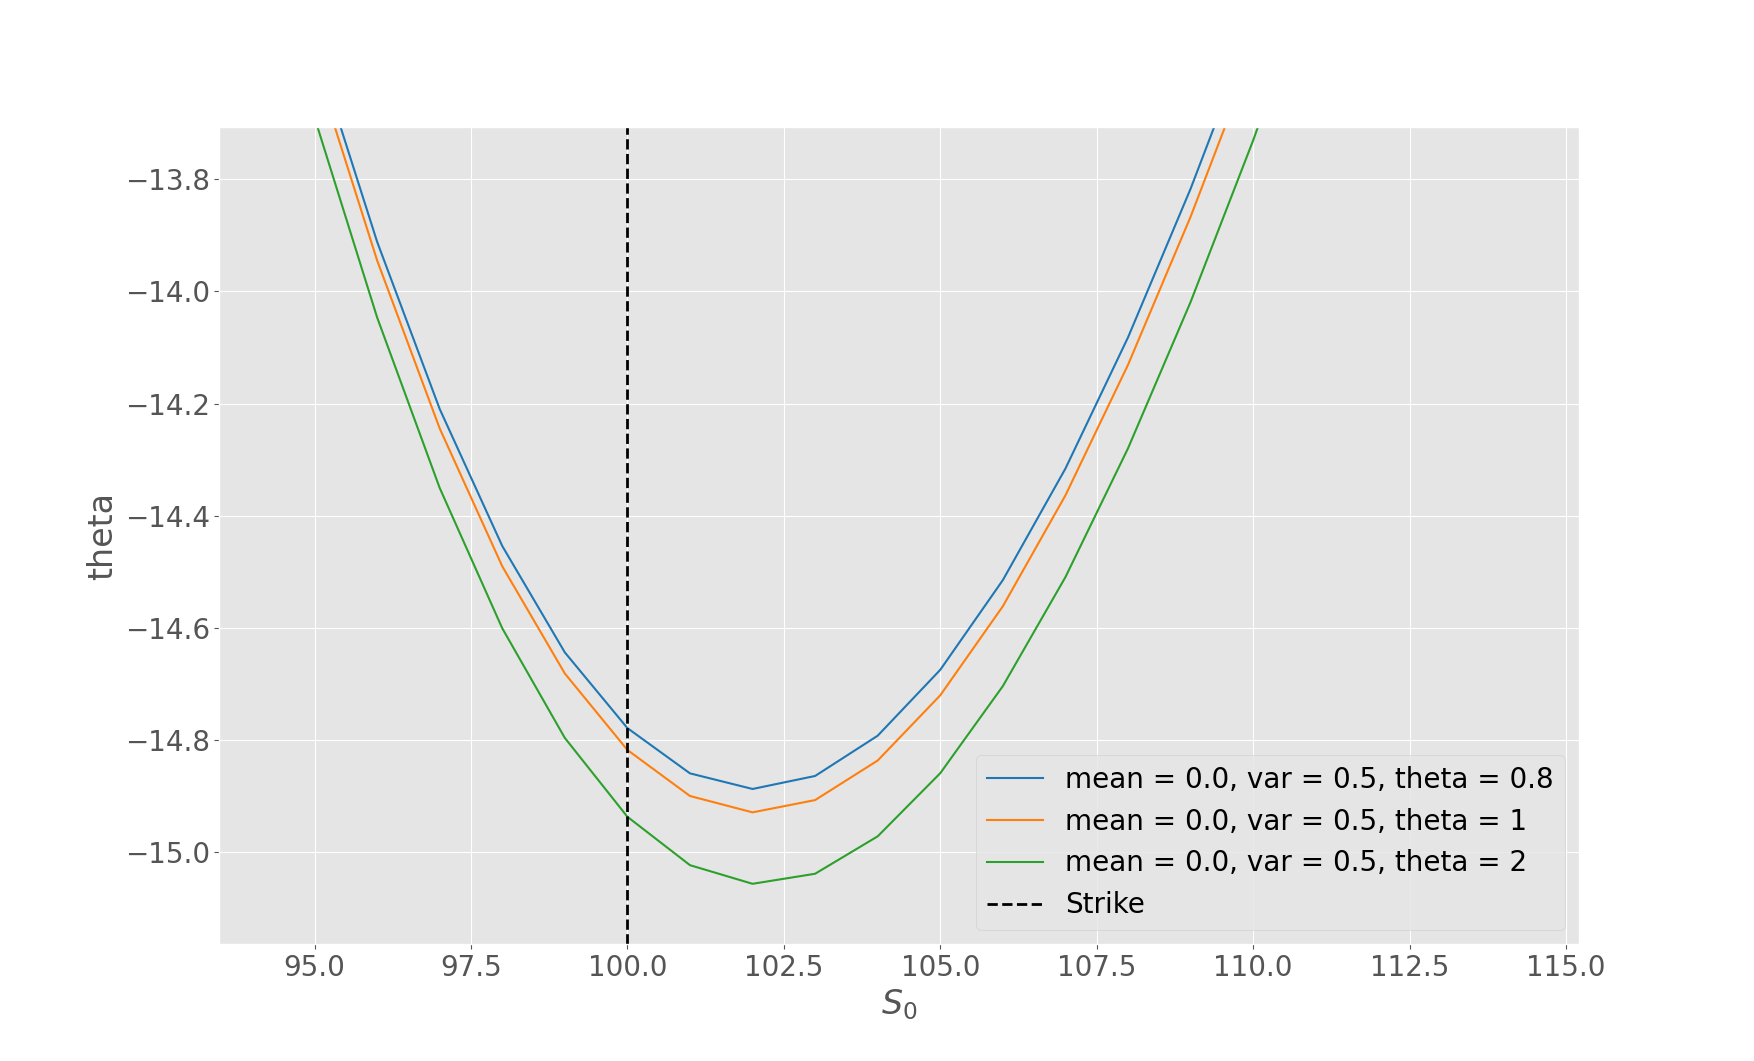 theta
−13.8
−14.0
−14.2
−14.4
−14.6
−14.8
−15.0
mean = 0.0, var = 0.5, theta = 0.8
mean = 0.0, var = 0.5, theta = 1
mean = 0.0, var = 0.5, theta = 2
Strike
95.0 97.5 100.0 102.5 105.0 107.5 110.0 112.5 115.0
S₀